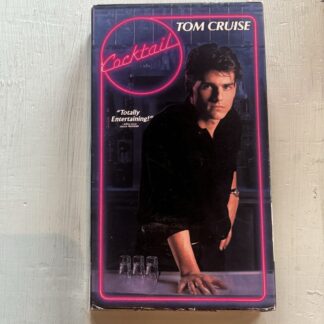 TOM CRUISE
Cocktail
"Totally
Entertaining!"